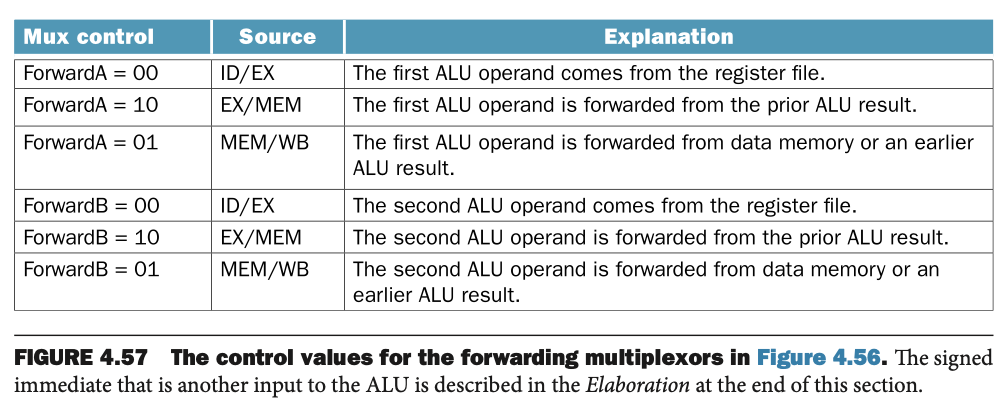 Mux control Source Explanation
ForwardA = 00 ID/EX The first ALU operand comes from the register file.
ForwardA = 10 EX/MEM The first ALU operand is forwarded from the prior ALU result.
ForwardA = 01 MEM/WB The first ALU operand is forwarded from data memory or an earlier
ALU result.
ForwardB = 00 ID/EX The second ALU operand comes from the register file.
ForwardB = 10 EX/MEM The second ALU operand is forwarded from the prior ALU result.
ForwardB = 01 MEM/WB The second ALU operand is forwarded from data memory or an
earlier ALU result.
FIGURE 4.57 The control values for the forwarding multiplexors in Figure 4.56. The signed
immediate that is another input to the ALU is described in the Elaboration at the end of this section.